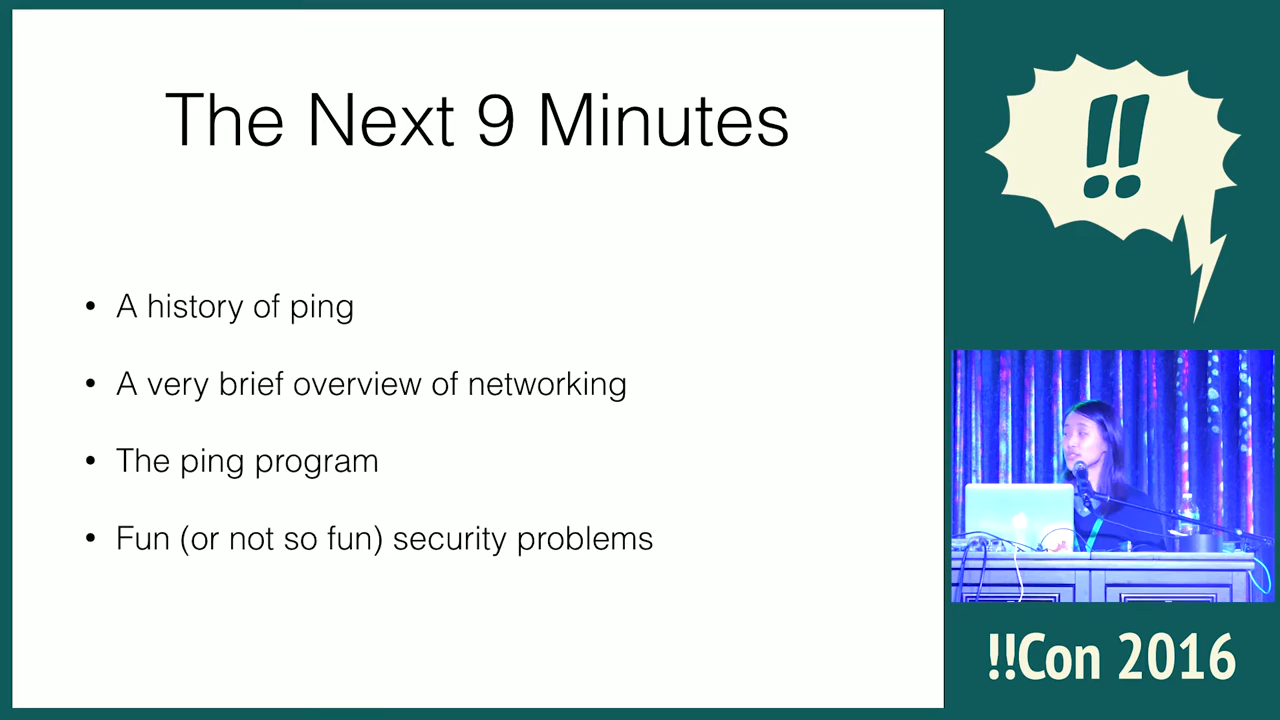 The Next 9 Minutes
• A history of ping
• A very brief overview of networking
• The ping program
• Fun (or not so fun) security problems
!!
!!Con 2016